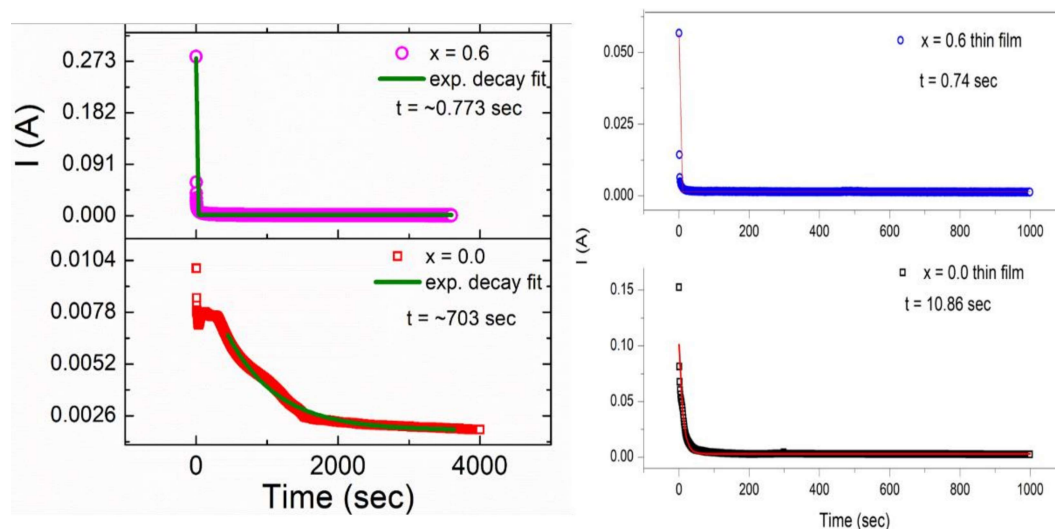 x = 0.6
exp. decay fit
t = ~0.773 sec
0.273
0.182
0.091
0.000
I (A)
x = 0.0
exp. decay fit
t = ~703 sec
0.0104
0.0078
0.0052
0.0026
0
2000
4000
Time (sec)
x = 0.6 thin film
t = 0.74 sec
0.050
0.025
0.000
0
200
400
600
800
1000
I (A)
x = 0.0 thin film
t = 10.86 sec
0.15
0.10
0.05
0.00
0
200
400
600
800
1000
Time (sec)